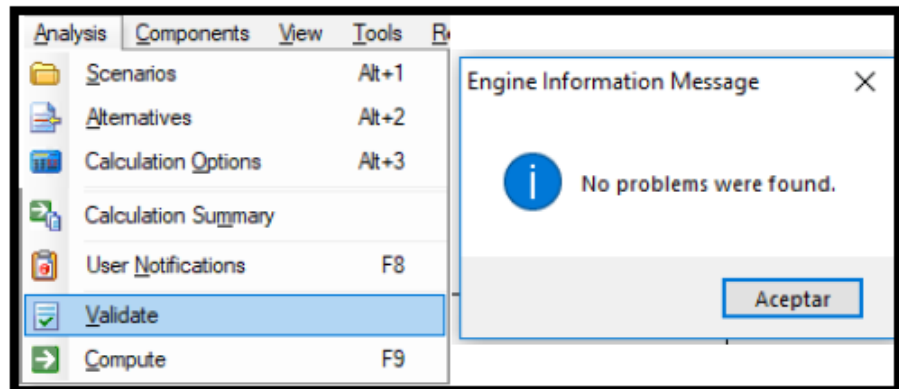 Analysis Components View Tools R
Scenarios Alt+1
Alternatives Alt+2
Calculation Options Alt+3
Calculation Summary
User Notifications F8
Validate
Compute F9
Engine Information Message
No problems were found.
Aceptar